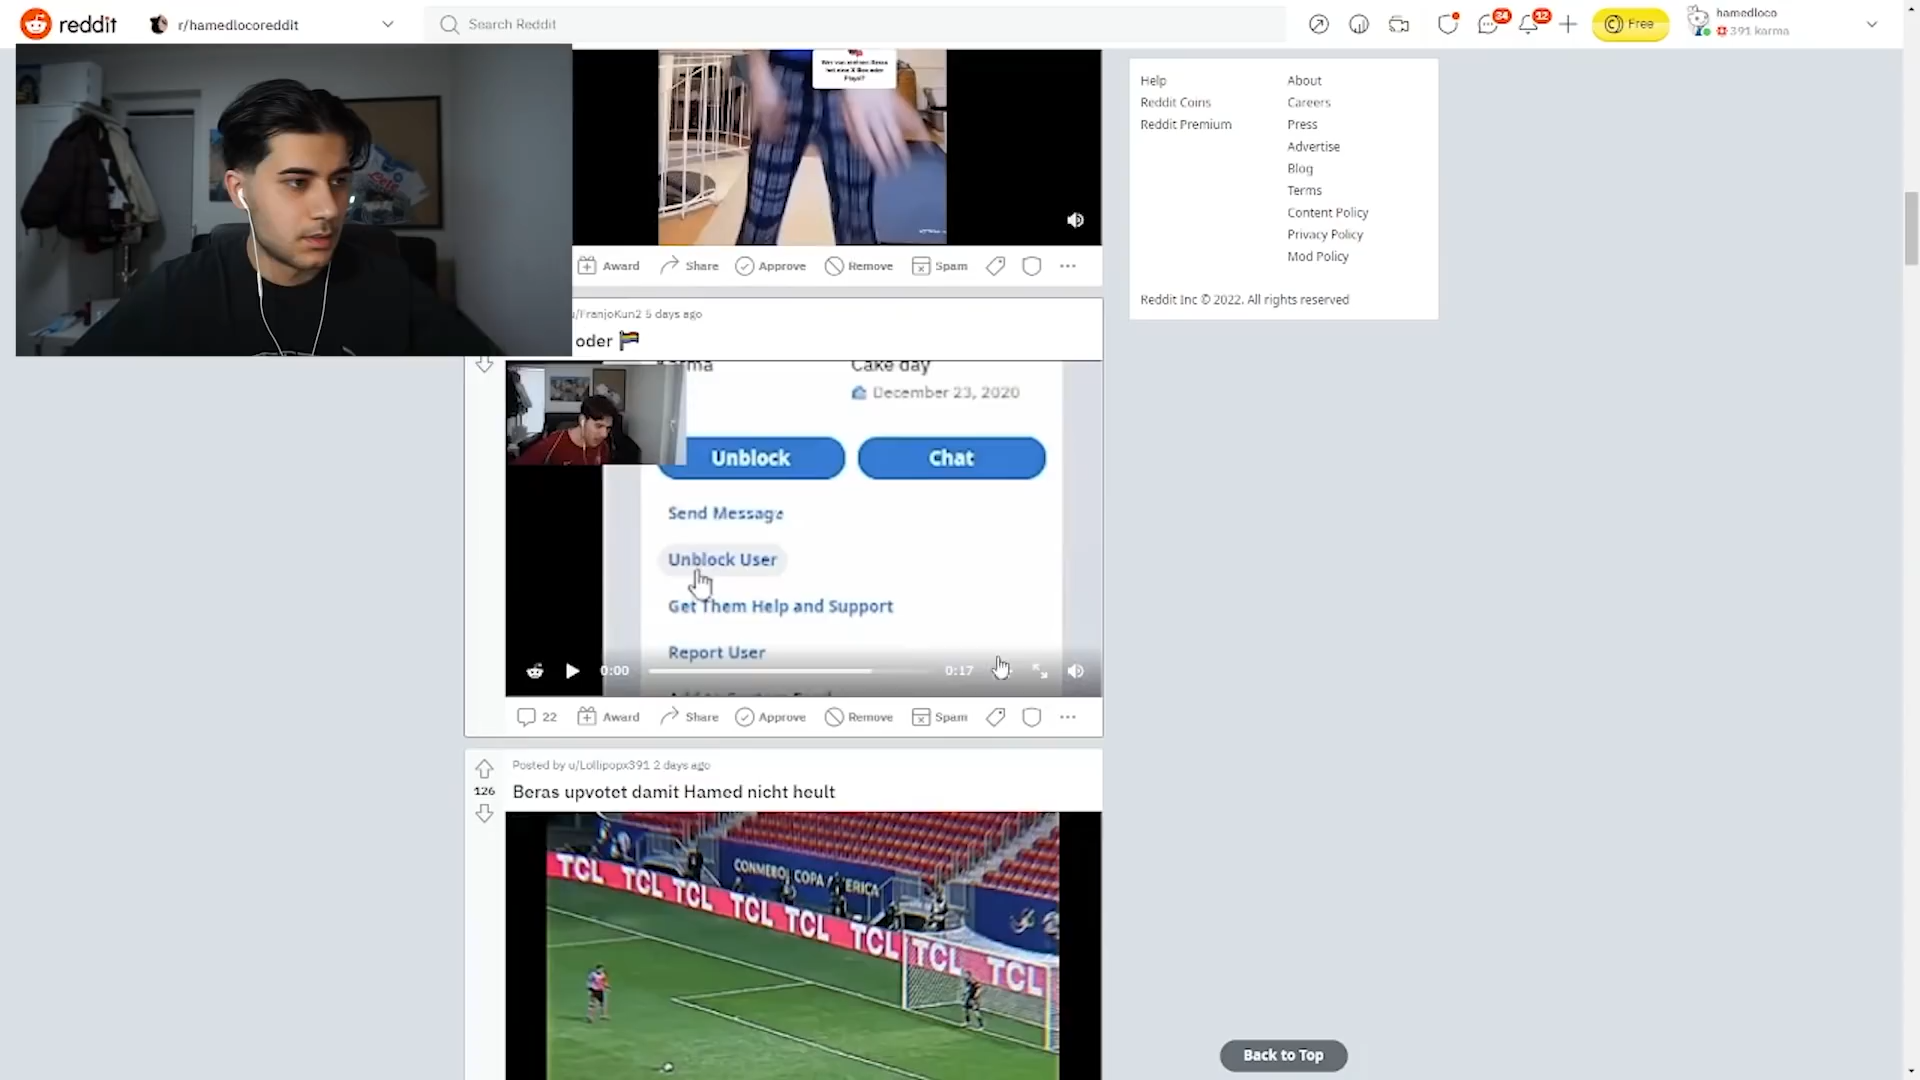 reddit
r/hamedlocoreddit
Search Reddit
24
12
Free
hamedloco
391 karma
Help
Reddit Coins
Reddit Premium
About
Careers
Press
Advertise
Blog
Terms
Content Policy
Privacy Policy
Mod Policy
Reddit Inc © 2022. All rights reserved
Award
Share
Approve
Remove
Spam
u/FranjoKun2 5 days ago
oder
Cake day
December 23, 2020
Unblock
Chat
Send Message
Unblock User
Get Them Help and Support
Report User
0:00
0:17
22
Award
Share
Approve
Remove
Spam
Posted by u/Lollipopx391 2 days ago
126
Beras upvotet damit Hamed nicht heult
TCL TCL TCL TCL TCL TCL TCL TCL
CONMEBOL COPA AMERICA
Back to Top